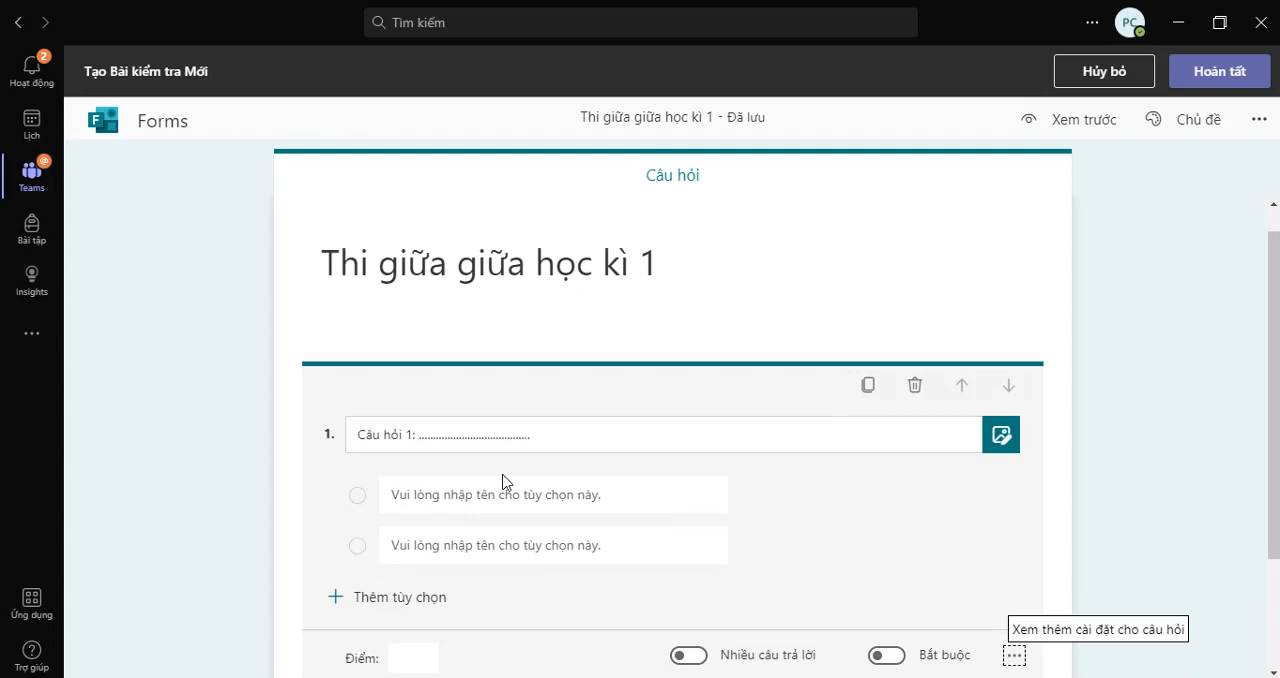 Tìm kiếm
PC
2
Hoạt động
Tạo Bài kiểm tra Mới
Hủy bỏ
Hoàn tất
F
Forms
Thi giữa giữa học kì 1 - Đã lưu
Xem trước
Chủ đề
Lịch
@
Teams
Câu hỏi
Bài tập
Thi giữa giữa học kì 1
Insights
1.
Câu hỏi 1: ......................................
Vui lòng nhập tên cho tùy chọn này.
Vui lòng nhập tên cho tùy chọn này.
Thêm tùy chọn
Ứng dụng
Xem thêm cài đặt cho câu hỏi
Điểm:
Nhiều câu trả lời
Bắt buộc
Trợ giúp